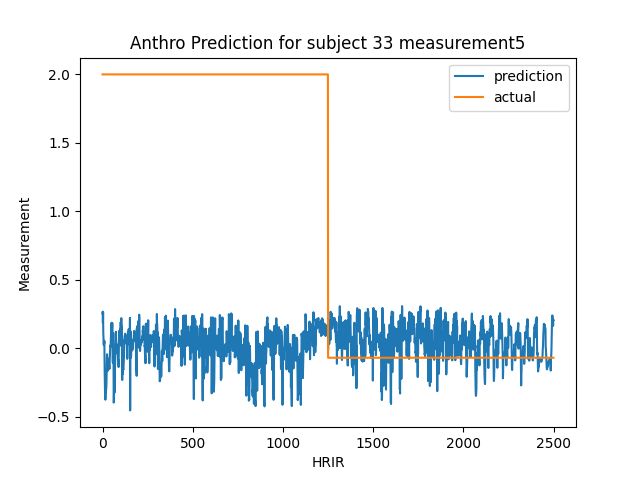 Anthro Prediction for subject 33 measurement5
prediction
actual
Measurement
2.0
1.5
1.0
0.5
0.0
−0.5
0
500
1000
1500
2000
2500
HRIR